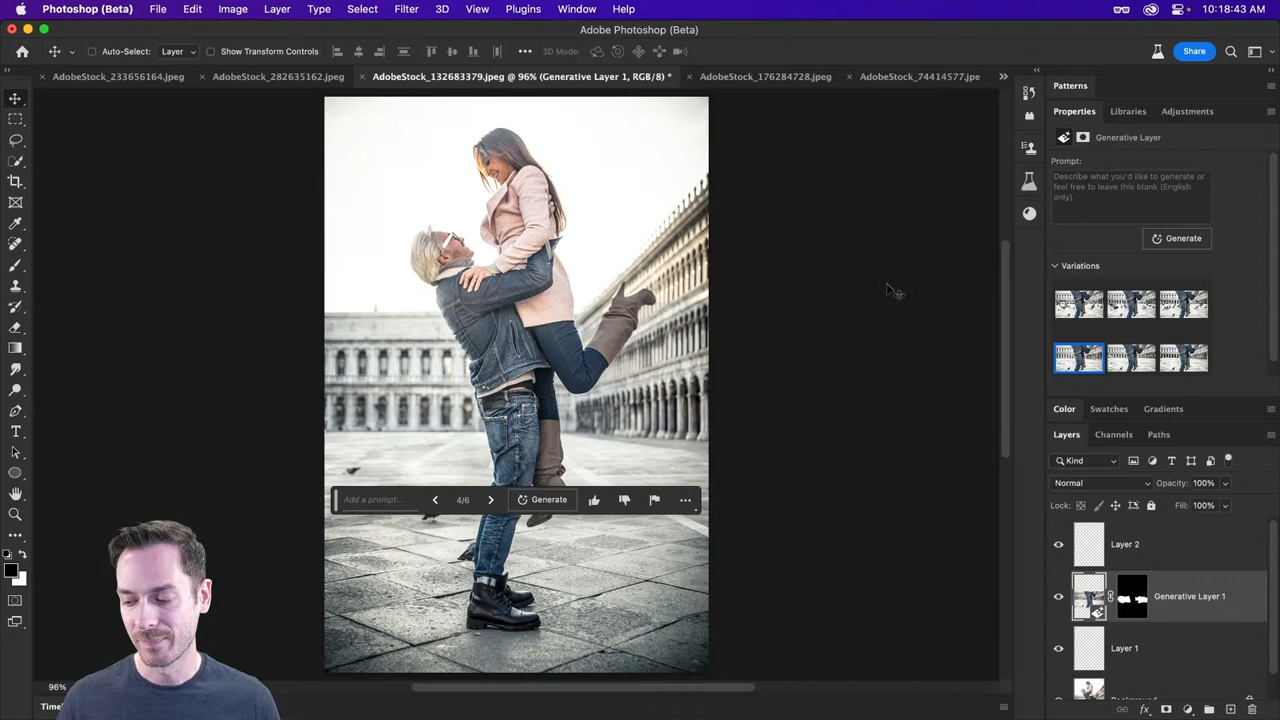 Photoshop (Beta) File Edit Image Layer Type Select Filter 3D View Plugins Window Help 10:18:43 AM
Adobe Photoshop (Beta)
Auto-Select: Layer Show Transform Controls 3D Mode: Share
AdobeStock_233656164.jpeg AdobeStock_282635162.jpeg AdobeStock_132683379.jpeg @ 96% (Generative Layer 1, RGB/8) * AdobeStock_176284728.jpeg AdobeStock_74414577.jpe
Patterns
Properties Libraries Adjustments
Generative Layer
Prompt:
Describe what you'd like to generate or
feel free to leave this blank (English
only).
Generate
Variations
Color Swatches Gradients
Layers Channels Paths
Kind
Normal Opacity: 100%
Lock: Fill: 100%
Layer 2
Generative Layer 1
Layer 1
Background
Add a prompt... 4/6 Generate
96%
Timel